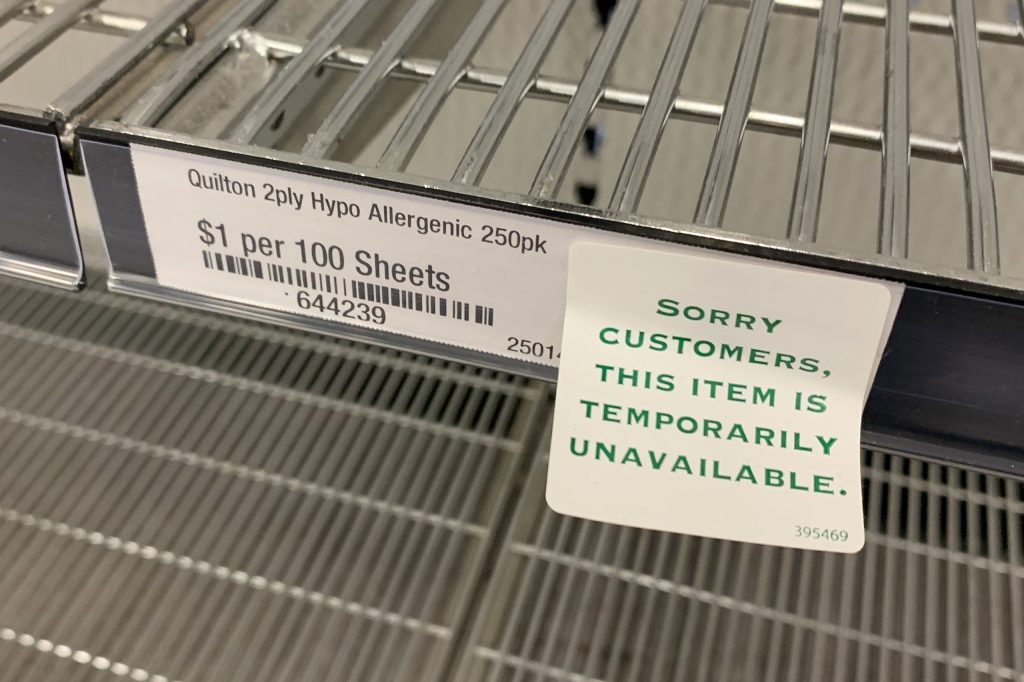 Quilton 2ply Hypo Allergenic 250pk
$1 per 100 Sheets
644239
SORRY
CUSTOMERS,
THIS ITEM IS
TEMPORARILY
UNAVAILABLE.
395469